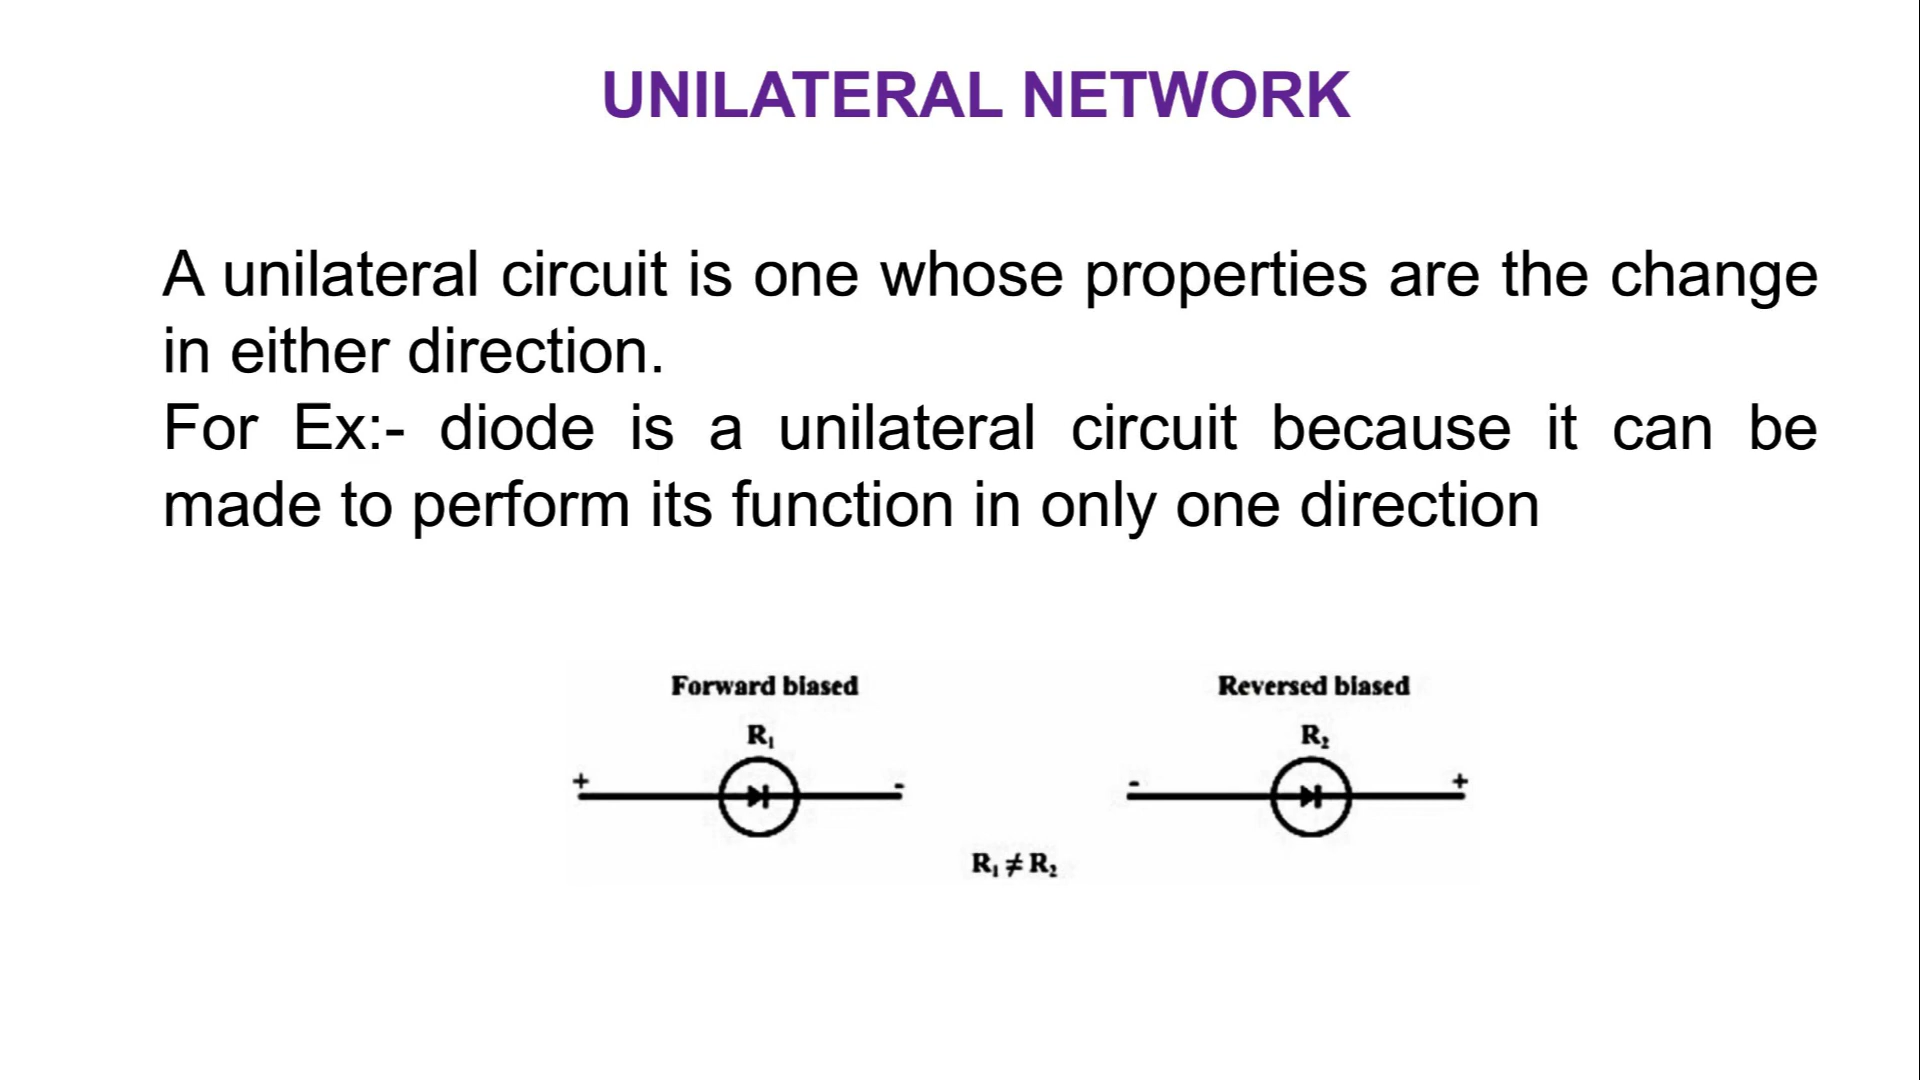 UNILATERAL NETWORK
A unilateral circuit is one whose properties are the change
in either direction.
For Ex:- diode is a unilateral circuit because it can be
made to perform its function in only one direction
Forward biased
Reversed biased
R₁
R₂
+ -
- +
R₁ ≠ R₂